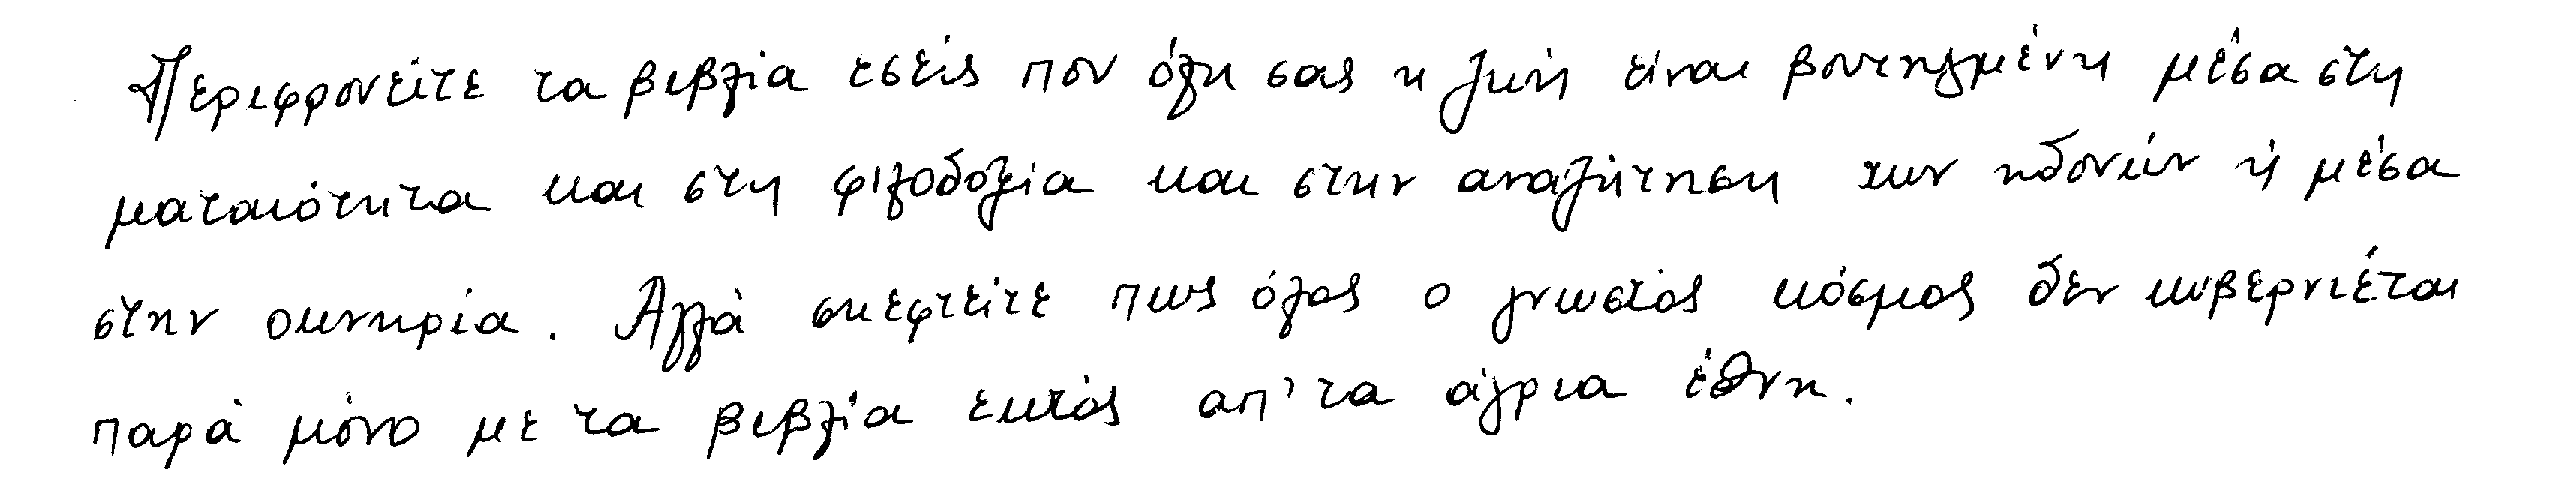 Περιφρονείτε τα βιβλία εσείς που όλη σας η ζωή είναι βουτηγμένη μέσα στη
ματαιότητα και στη φιλοδοξία και στην αναζήτηση των ηδονών ή μέσα
στην οκνηρία. Αλλά σκεφτείτε πως όλος ο γνωστός κόσμος δεν κυβερνιέται
παρά μόνο με τα βιβλία εκτός απ' τα άγρια έθνη.